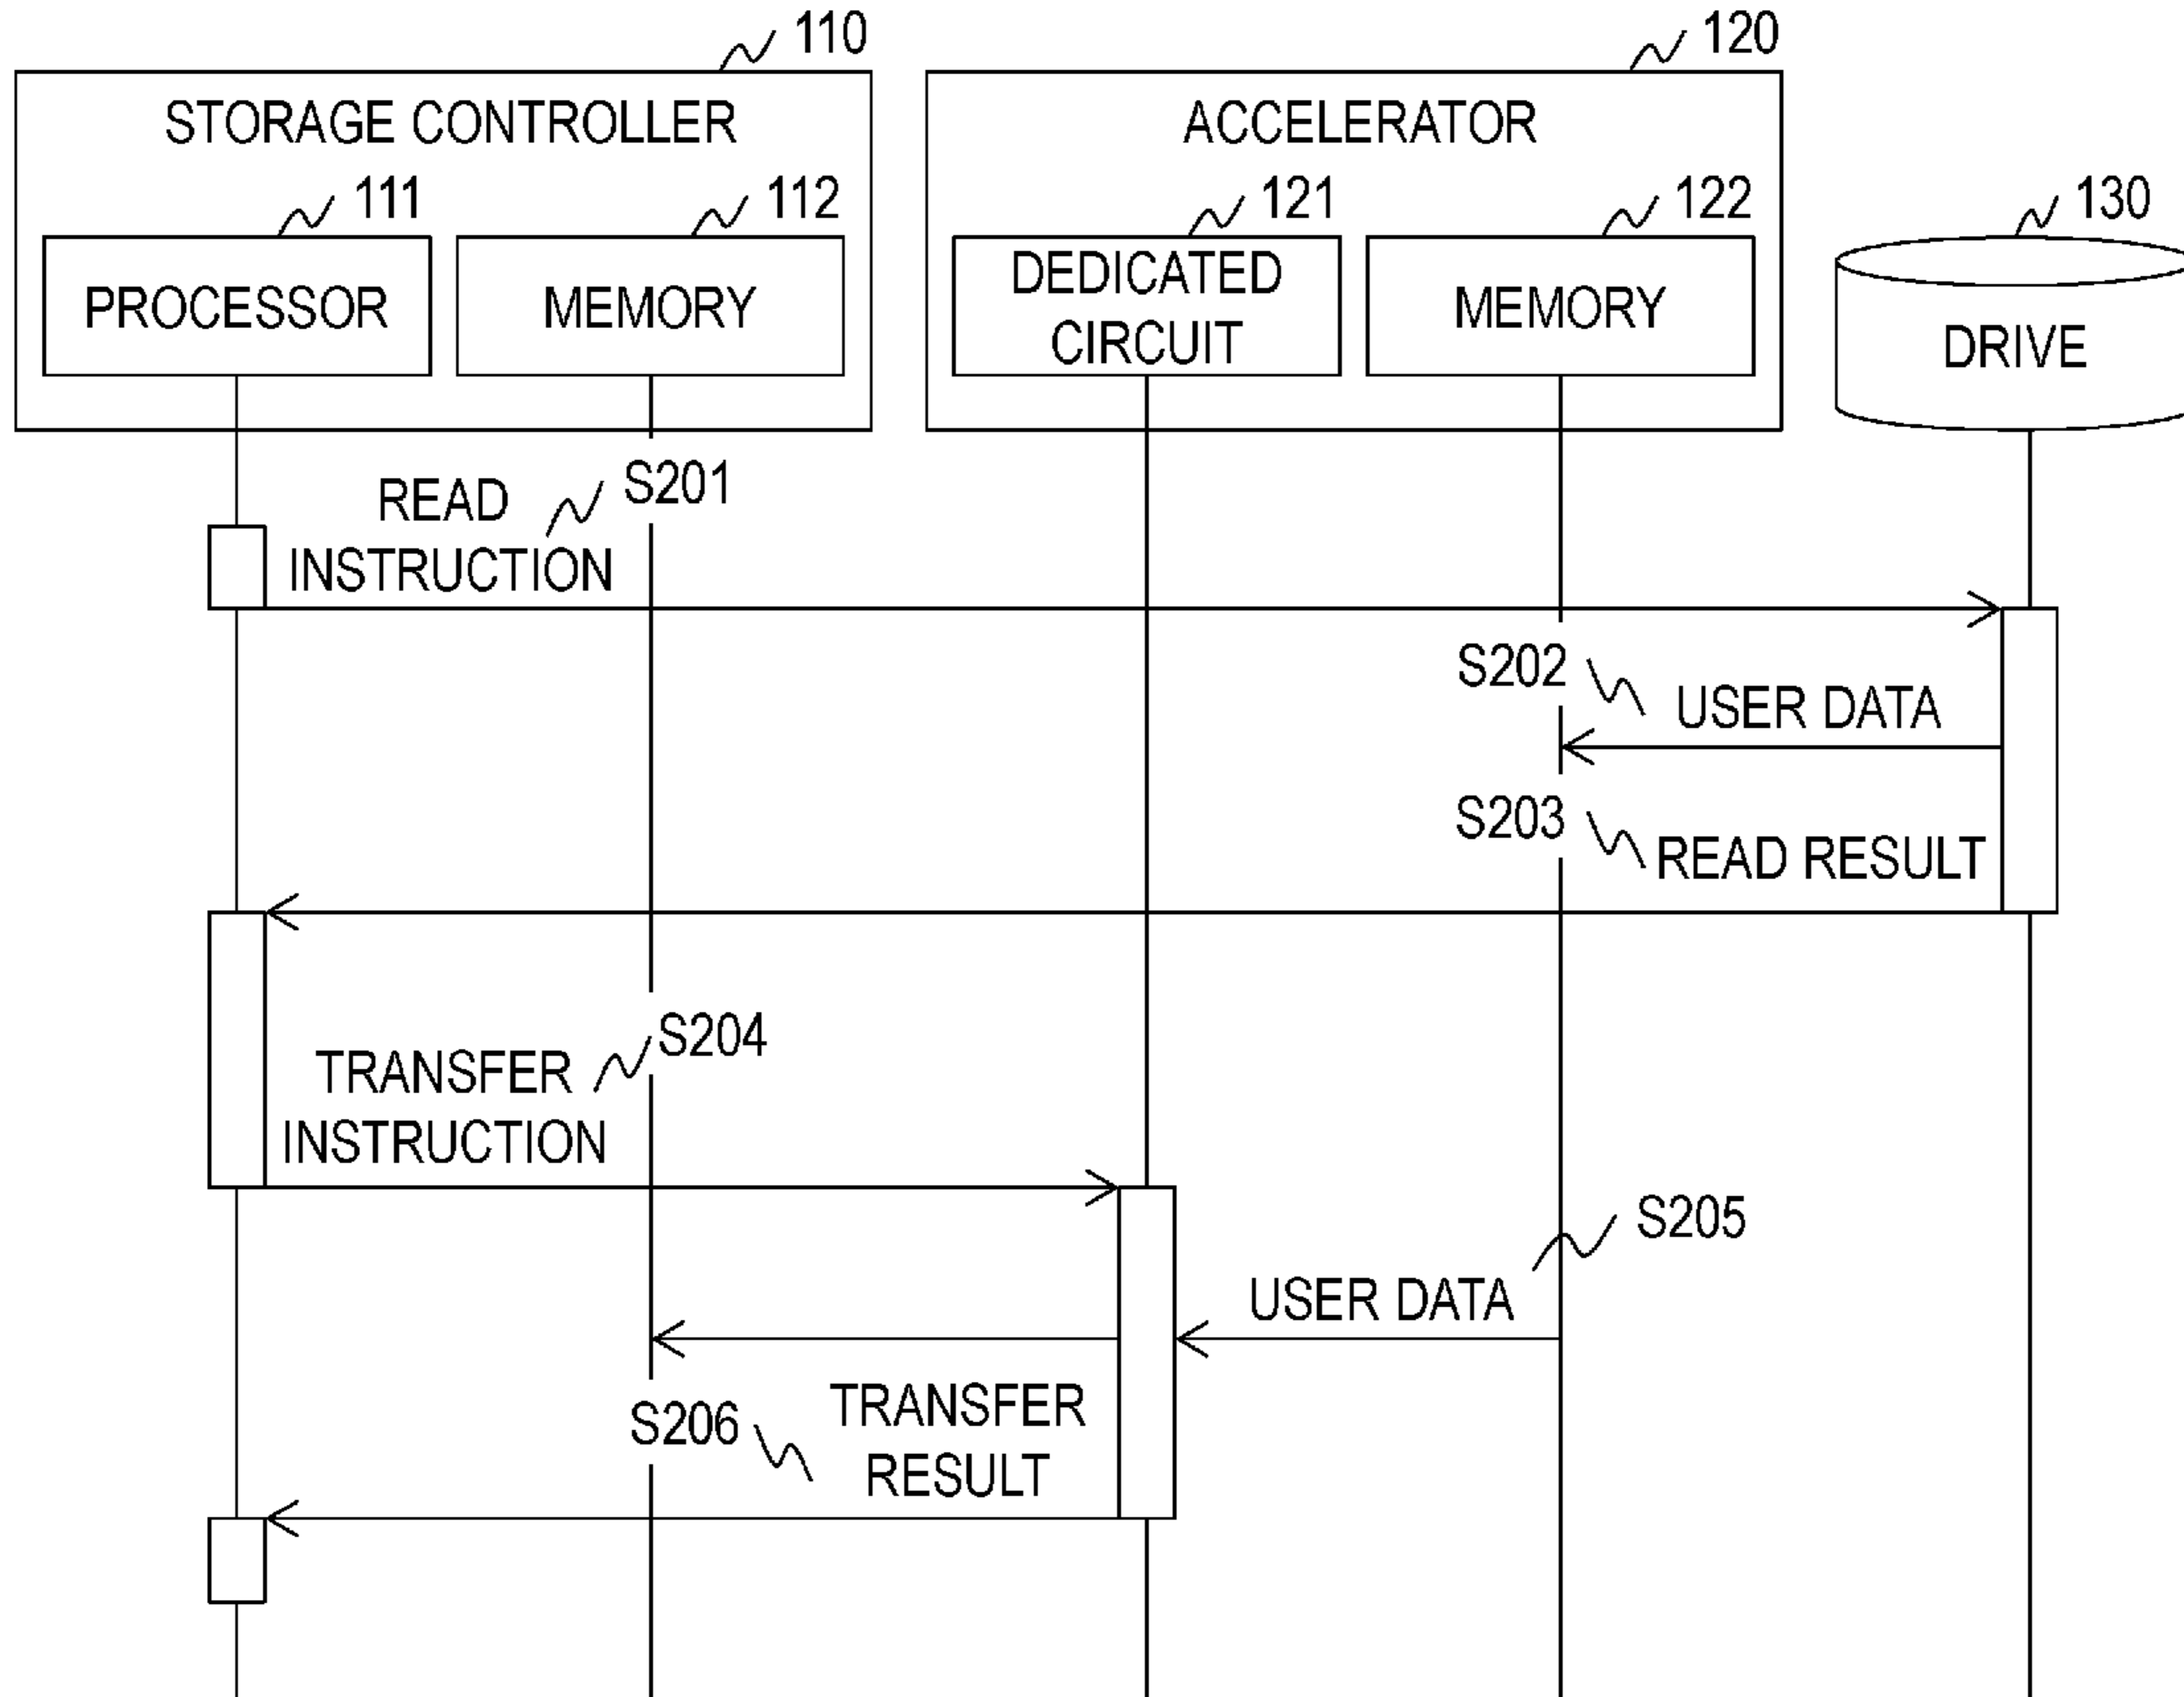 110
120
STORAGE CONTROLLER
ACCELERATOR
111
112
121
122
130
PROCESSOR
MEMORY
DEDICATED
CIRCUIT
MEMORY
DRIVE
S201
READ
INSTRUCTION
S202
USER DATA
S203
READ RESULT
S204
TRANSFER
INSTRUCTION
S205
USER DATA
S206
TRANSFER
RESULT